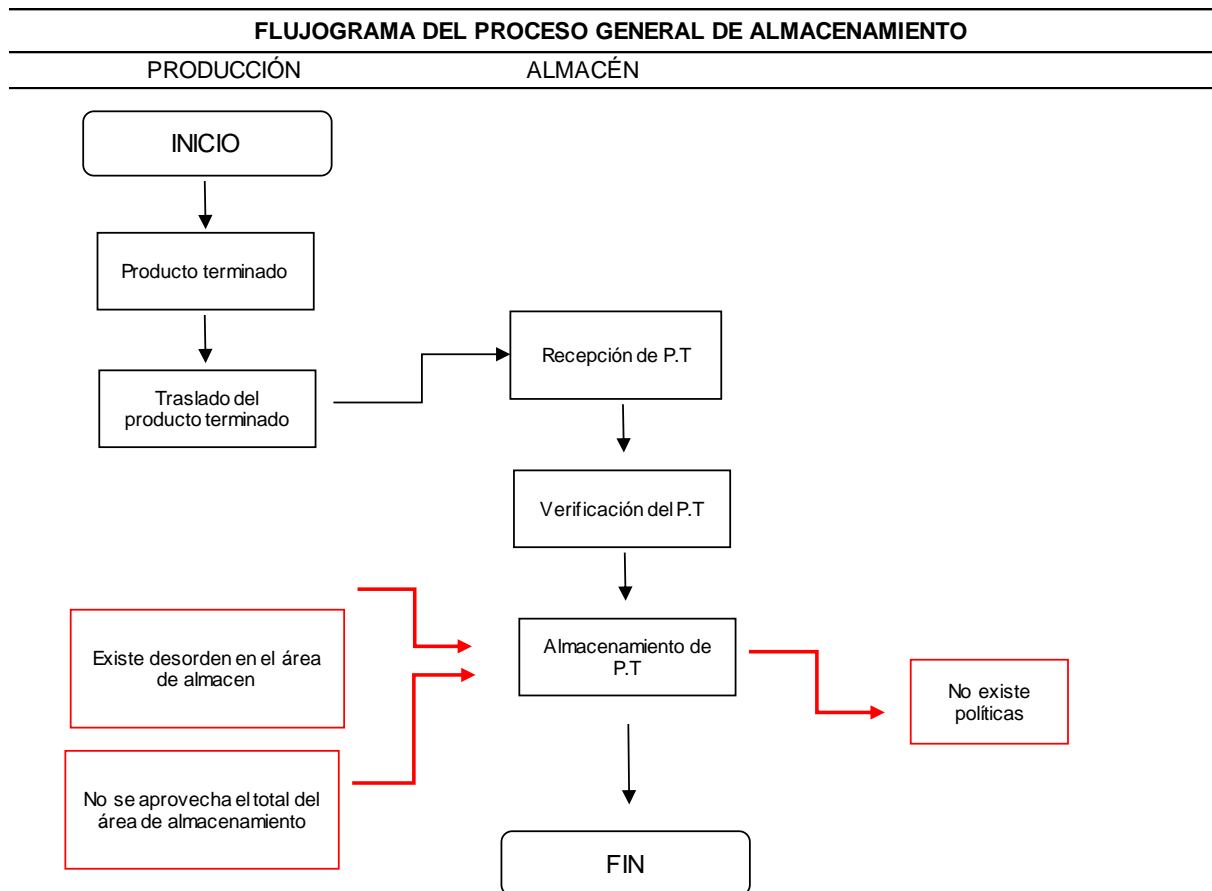 FLUJOGRAMA DEL PROCESO GENERAL DE ALMACENAMIENTO
PRODUCCIÓN
ALMACÉN
INICIO
Producto terminado
Traslado del
producto terminado
Recepción de P.T
Verificación del P.T
Almacenamiento de
P.T
Existe desorden en el área
de almacen
No se aprovecha el total del
área de almacenamiento
No existe
políticas
FIN